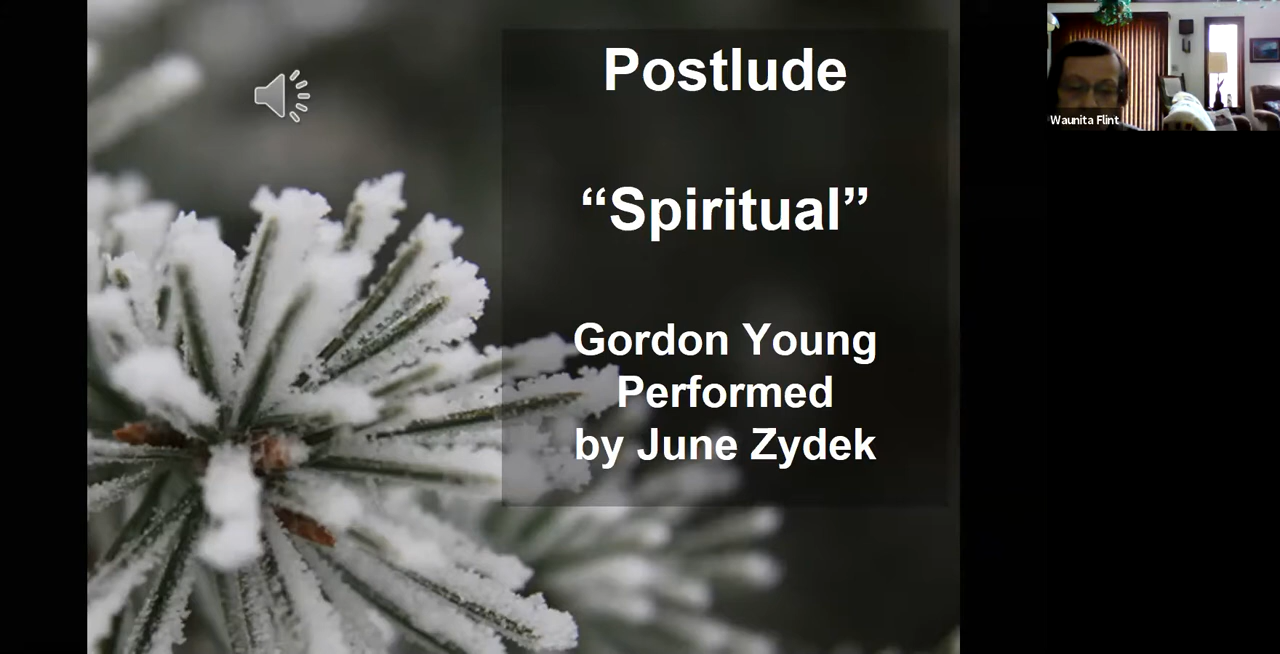 Postlude
“Spiritual”
Gordon Young
Performed
by June Zydek
Waunita Flint